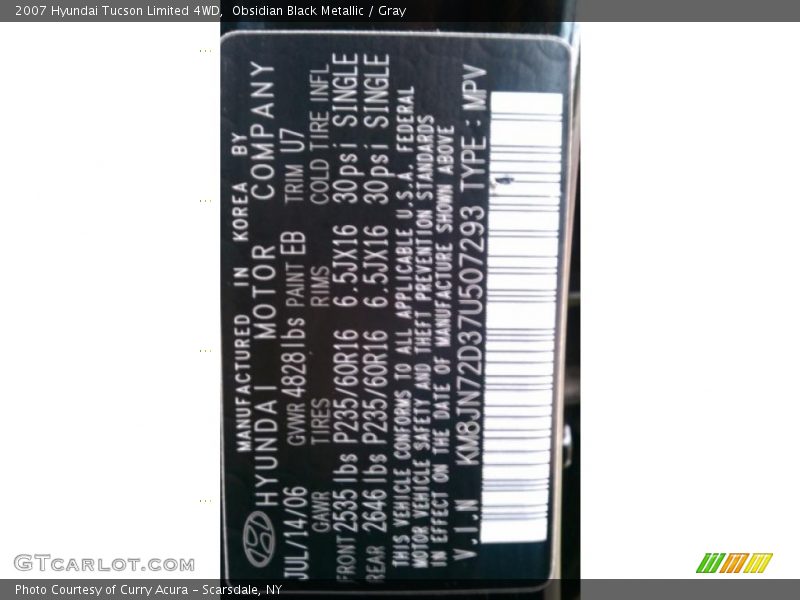 2007 Hyundai Tucson Limited 4WD,  Obsidian Black Metallic / Gray
MANUFACTURED IN KOREA BY
HYUNDAI MOTOR COMPANY
JUL/14/06 GVWR 4828lbs PAINT EB TRIM U7
GAWR TIRES RIMS COLD TIRE INFL
FRONT 2535 lbs P235/60R16 6.5JX16 30psi SINGLE
REAR 2646 lbs P235/60R16 6.5JX16 30psi SINGLE
THIS VEHICLE CONFORMS TO ALL APPLICABLE U.S.A. FEDERAL
MOTOR VEHICLE SAFETY AND THEFT PREVENTION STANDARDS
IN EFFECT ON THE DATE OF MANUFACTURE SHOWN ABOVE
V.I.N KM8JN72D37U507293 TYPE : MPV
GTCARLOT.COM
Photo Courtesy of Curry Acura - Scarsdale, NY